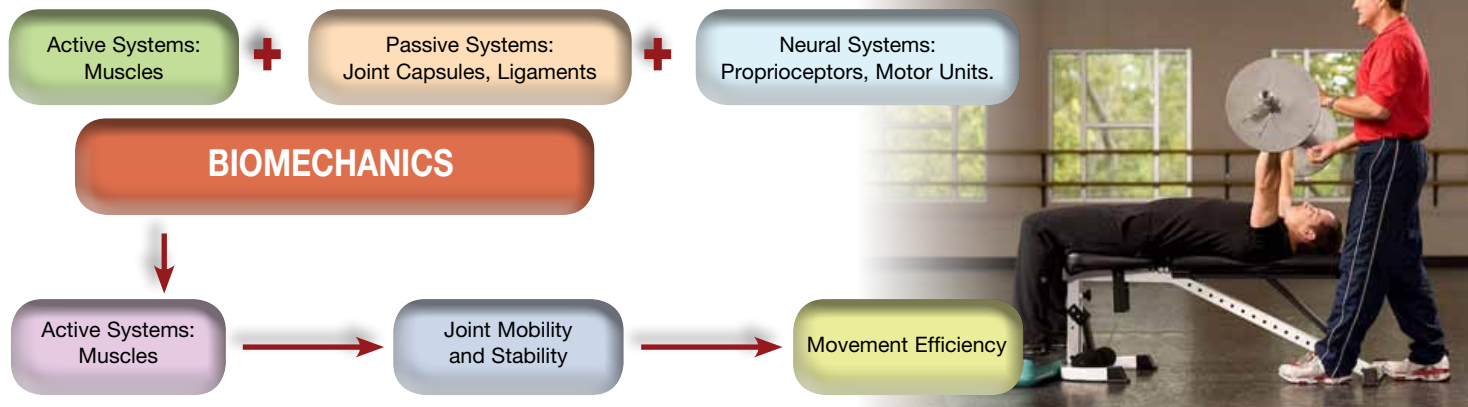 Active Systems:
Muscles
Passive Systems:
Joint Capsules, Ligaments
Neural Systems:
Proprioceptors, Motor Units.
BIOMECHANICS
Active Systems:
Muscles
Joint Mobility
and Stability
Movement Efficiency